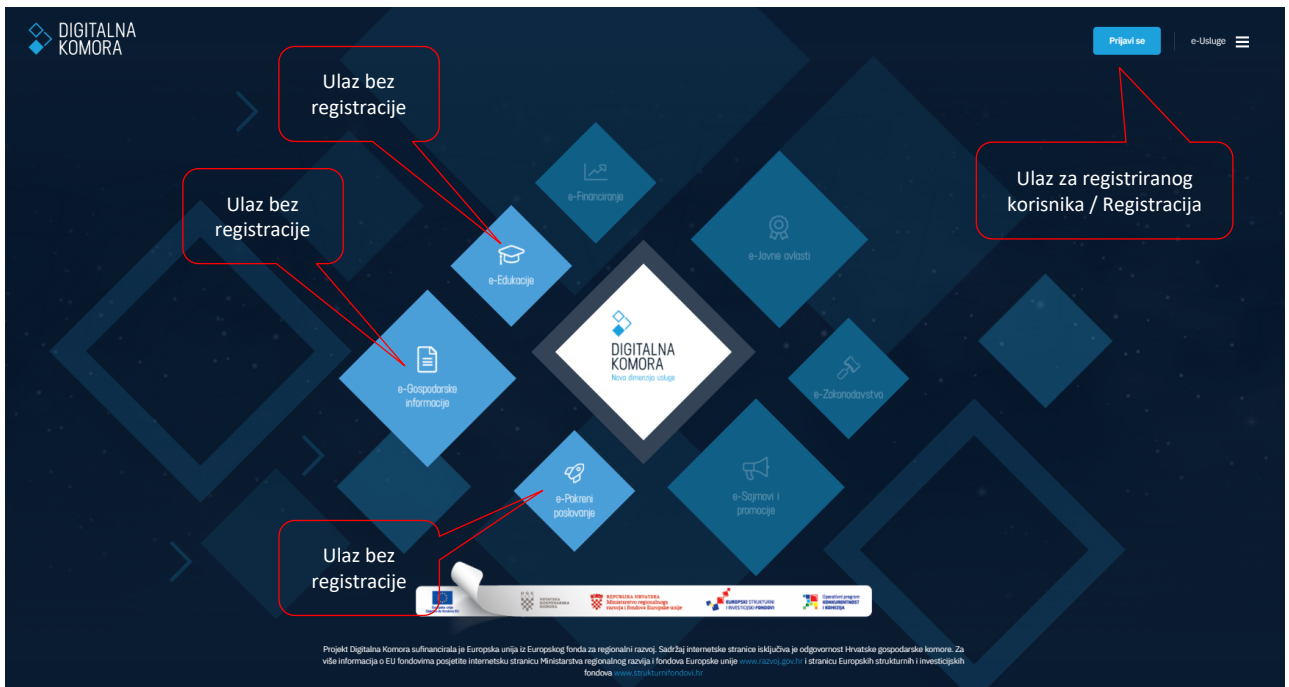 DIGITALNA
KOMORA
Prijavi se
e-Usluge
Ulaz bez
registracije
Ulaz za registriranog
korisnika / Registracija
Ulaz bez
registracije
e-Financiranje
e-Edukacije
e-Javne ovlasti
DIGITALNA
KOMORA
Nova dimenzija usluge
e-Gospodarske
informacije
e-Zakonodavstvo
e-Pokreni
poslovanje
e-Sajmovi i
promocije
Ulaz bez
registracije
HRVATSKA
GOSPODARSKA
KOMORA
REPUBLIKA HRVATSKA
Ministarstvo regionalnoga
razvoja i fondova Europske unije
EUROPSKI STRUKTURNI
I INVESTICIJSKI FONDOVI
Operativni program
KONKURENTNOST
I KOHEZIJA
Projekt Digitalna Komora sufinancirala je Europska unija iz Europskog fonda za regionalni razvoj. Sadržaj internetske stranice isključiva je odgovornost Hrvatske gospodarske komore. Za
više informacija o EU fondovima posjetite internetsku stranicu Ministarstva regionalnog razvija i fondova Europske unije www.razvoj.gov.hr i stranicu Europskih strukturnih i investicijskih
fondova www.strukturnifondovi.hr